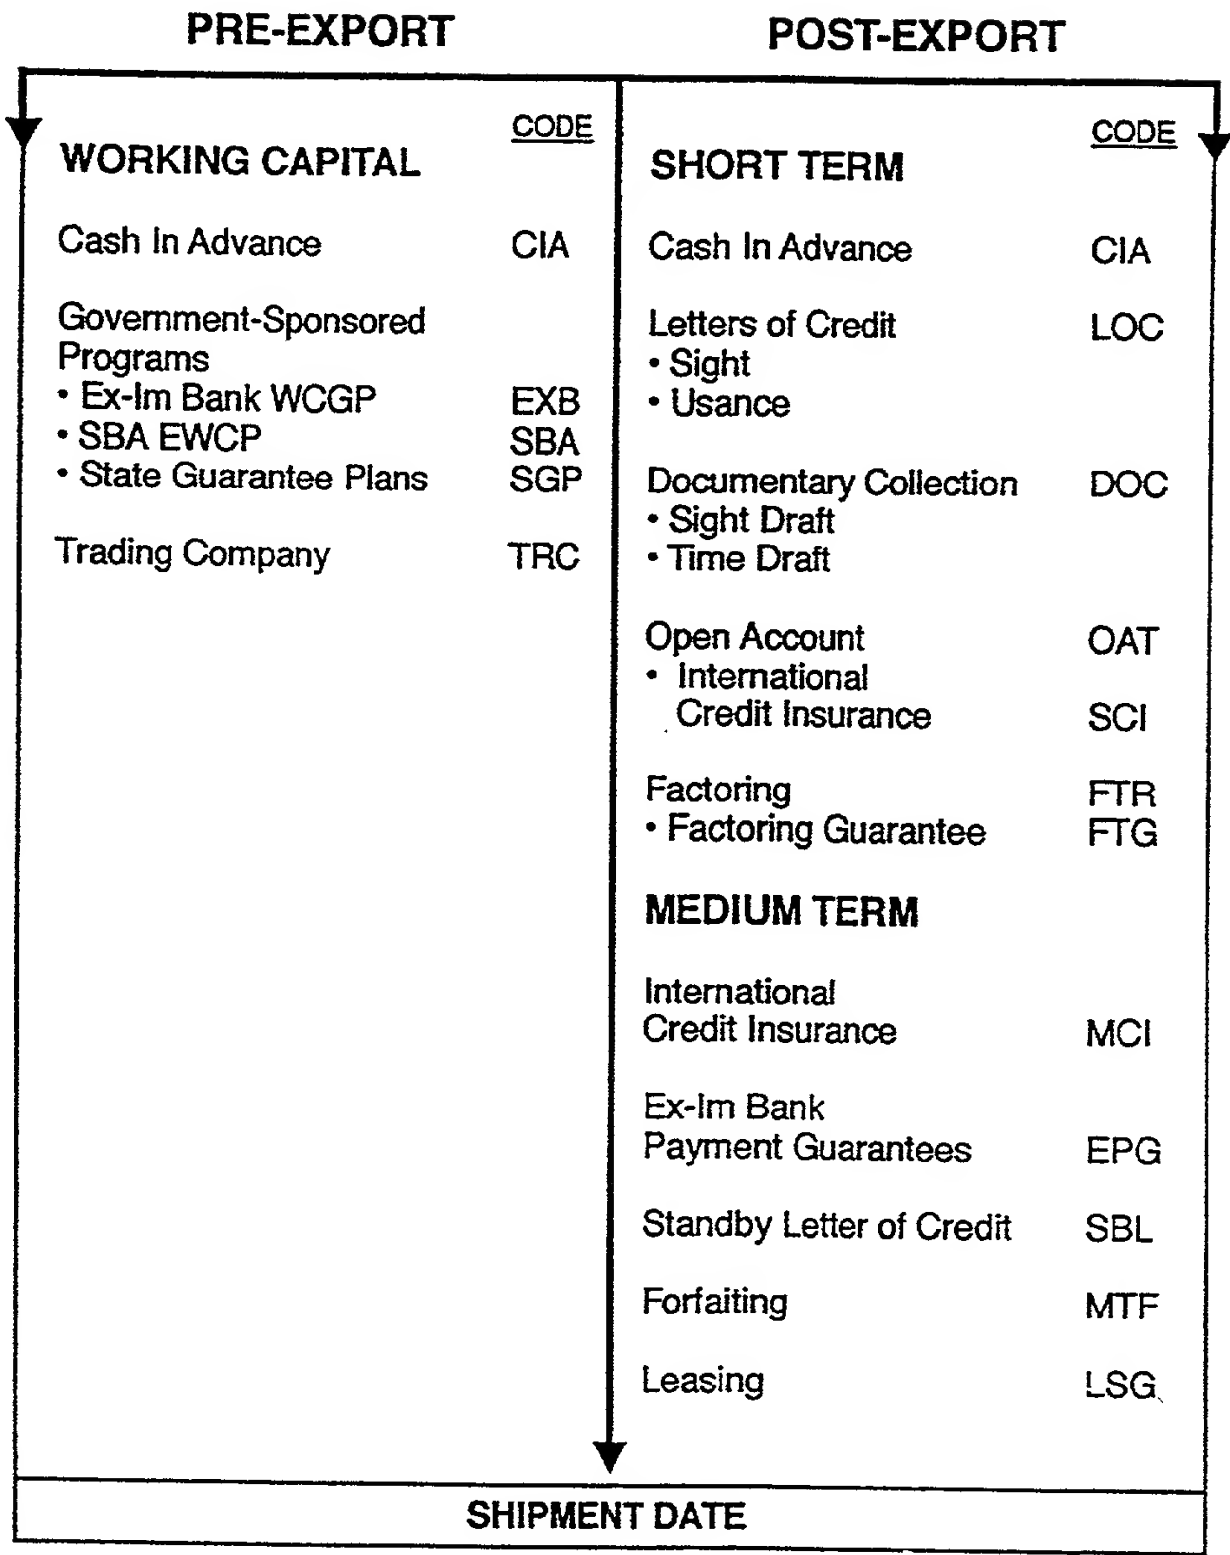 PRE-EXPORT
CODE
WORKING CAPITAL
Cash In Advance CIA
Government-Sponsored
Programs
• Ex-Im Bank WCGP EXB
• SBA EWCP SBA
• State Guarantee Plans SGP
Trading Company TRC
POST-EXPORT
CODE
SHORT TERM
Cash In Advance CIA
Letters of Credit LOC
• Sight
• Usance
Documentary Collection DOC
• Sight Draft
• Time Draft
Open Account OAT
• International
Credit Insurance SCI
Factoring FTR
• Factoring Guarantee FTG
MEDIUM TERM
International
Credit Insurance MCI
Ex-Im Bank
Payment Guarantees EPG
Standby Letter of Credit SBL
Forfaiting MTF
Leasing LSG
SHIPMENT DATE